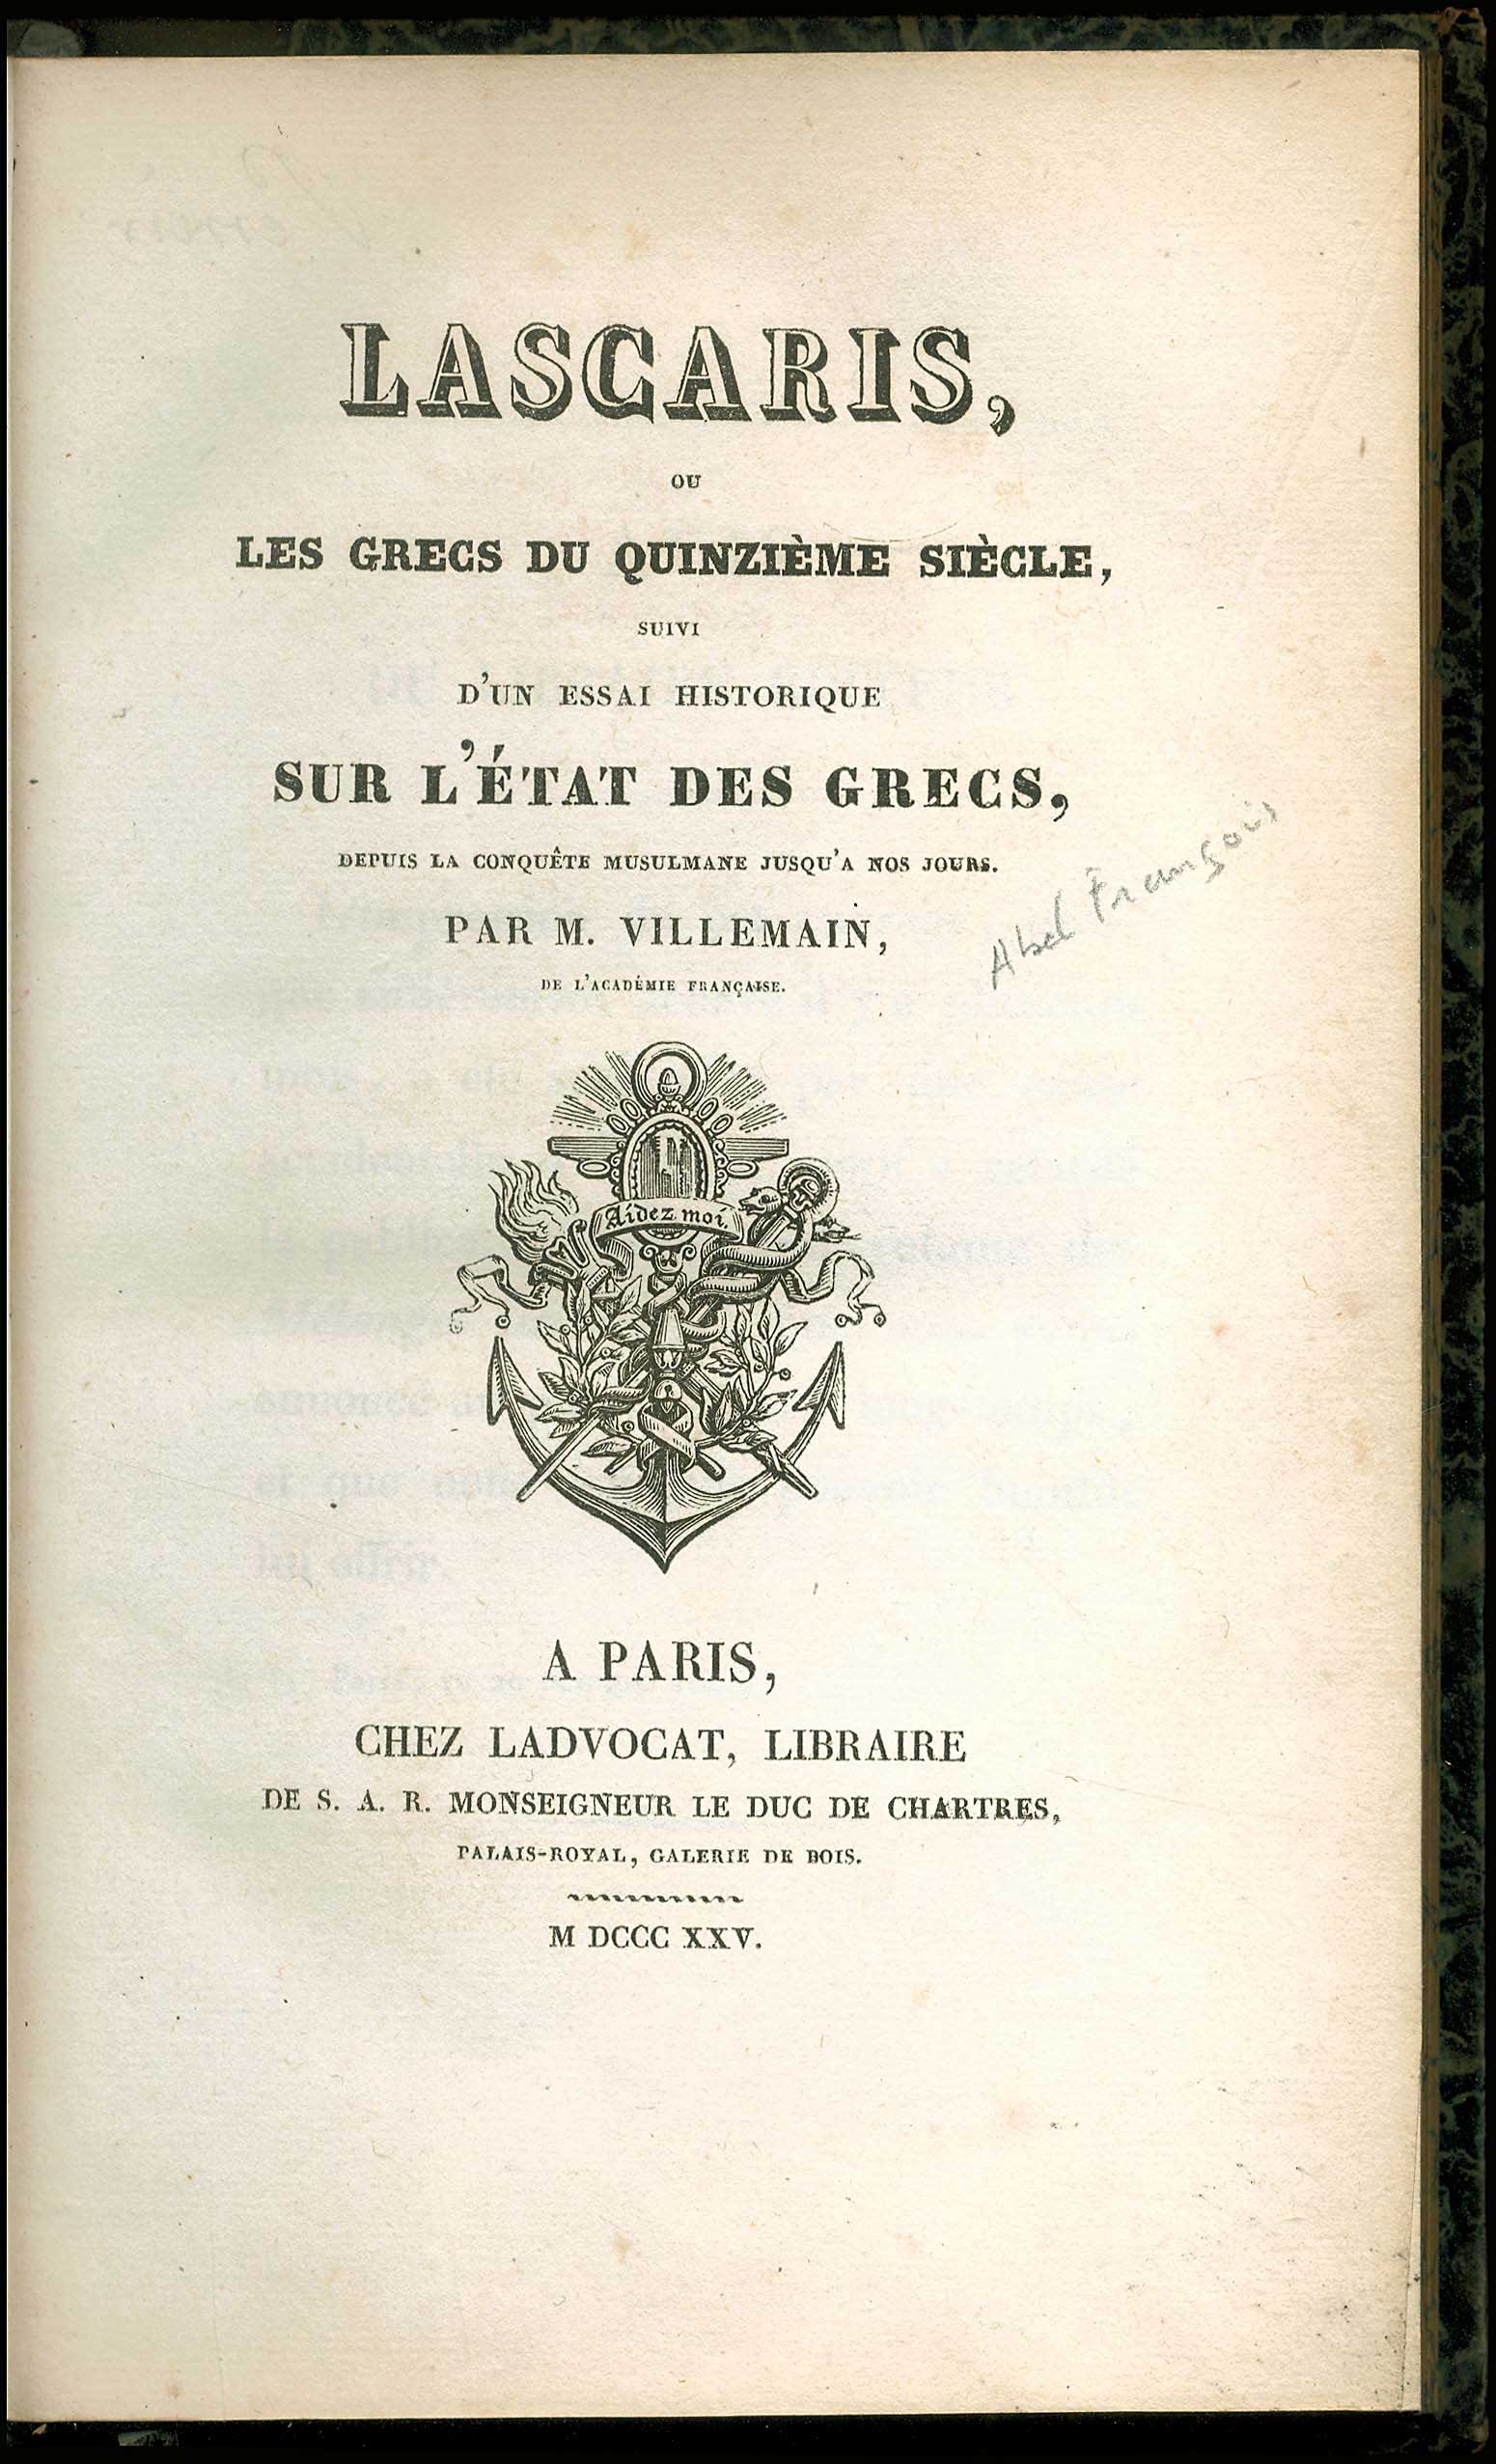 LASCARIS,
OU
LES GRECS DU QUINZIÈME SIÈCLE,
SUIVI
D'UN ESSAI HISTORIQUE
SUR L'ÉTAT DES GRECS,
DEPUIS LA CONQUÊTE MUSULMANE JUSQU'A NOS JOURS.
PAR M. VILLEMAIN,
Abel François
DE L'ACADÉMIE FRANÇAISE.
Aidez moi.
A PARIS,
CHEZ LADVOCAT, LIBRAIRE
DE S. A. R. MONSEIGNEUR LE DUC DE CHARTRES,
PALAIS-ROYAL, GALERIE DE BOIS.
M DCCC XXV.